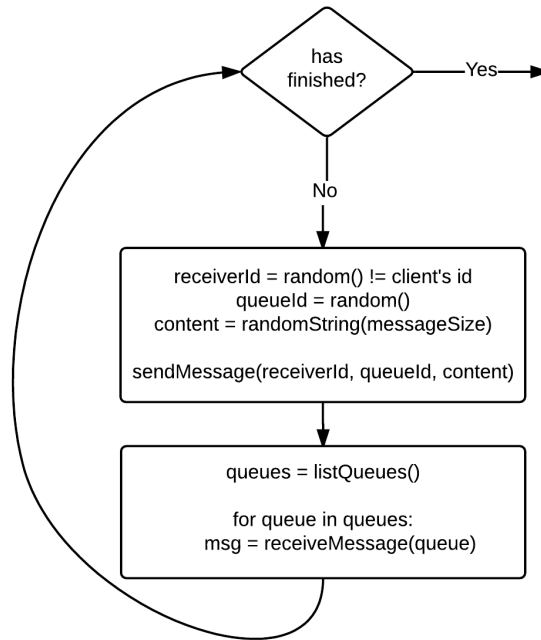 has
finished?
Yes
No
receiverId = random() != client's id
queueId = random()
content = randomString(messageSize)
sendMessage(receiverId, queueId, content)
queues = listQueues()
for queue in queues:
msg = receiveMessage(queue)